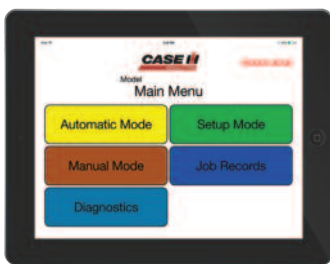 CASE IH
Model
Main Menu
Automatic Mode
Setup Mode
Manual Mode
Job Records
Diagnostics